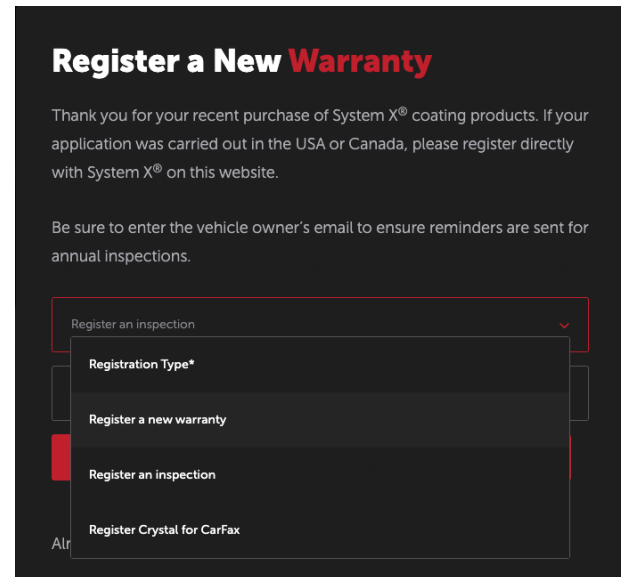 Register a New Warranty
Thank you for your recent purchase of System X® coating products. If your
application was carried out in the USA or Canada, please register directly
with System X® on this website.
Be sure to enter the vehicle owner's email to ensure reminders are sent for
annual inspections.
Register an inspection
Registration Type*
Register a new warranty
Register an inspection
Register Crystal for CarFax